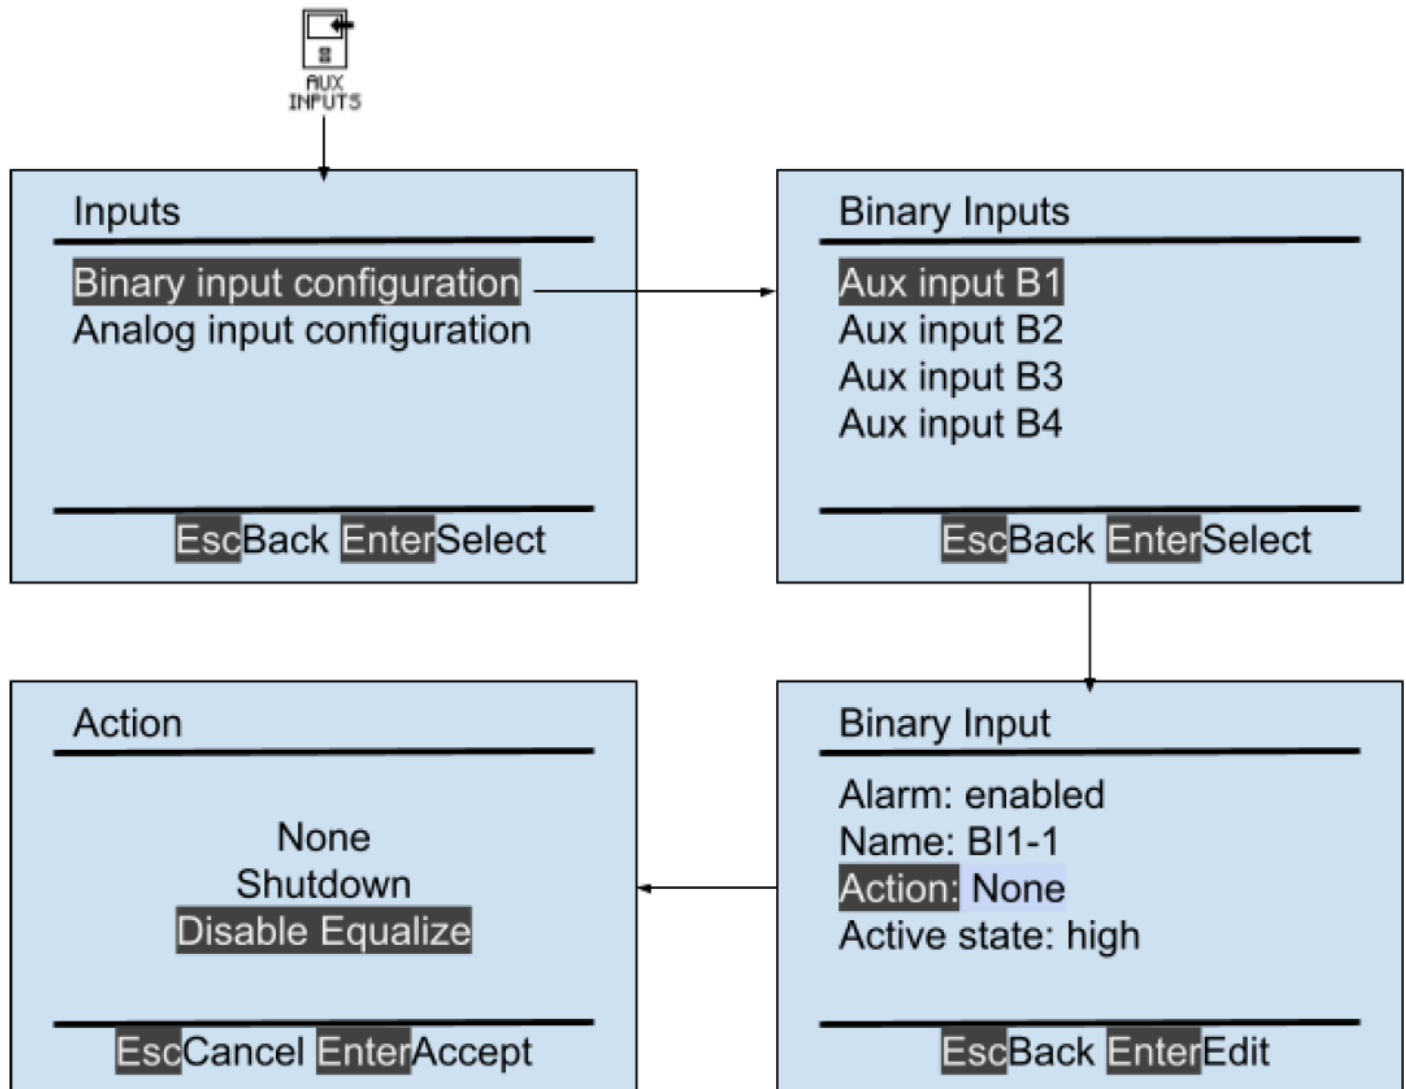 AUX
INPUTS
Inputs
Binary input configuration
Analog input configuration
EscBack EnterSelect
Binary Inputs
Aux input B1
Aux input B2
Aux input B3
Aux input B4
EscBack EnterSelect
Action
None
Shutdown
Disable Equalize
EscCancel EnterAccept
Binary Input
Alarm: enabled
Name: BI1-1
Action: None
Active state: high
EscBack EnterEdit